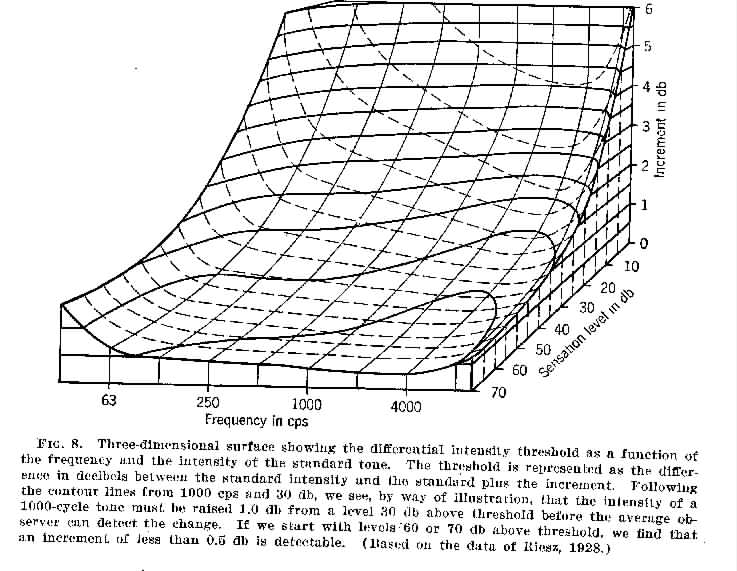 6
5
4
3
2
1
0
Increment in db
10
20
30
40
50
60
70
Sensation level in db
63 250 1000 4000
Frequency in cps
FIG. 8. Three-dimensional surface showing the differential intensity threshold as a function of
the frequency and the intensity of the standard tone. The threshold is represented as the differ-
ence in decibels between the standard intensity and the standard plus the increment. Following
the contour lines from 1000 cps and 30 db, we see, by way of illustration, that the intensity of a
1000-cycle tone must be raised 1.0 db from a level 30 db above threshold before the average ob-
server can detect the change. If we start with levels 60 or 70 db above threshold, we find that
an increment of less than 0.5 db is detectable. (Based on the data of Riesz, 1928.)